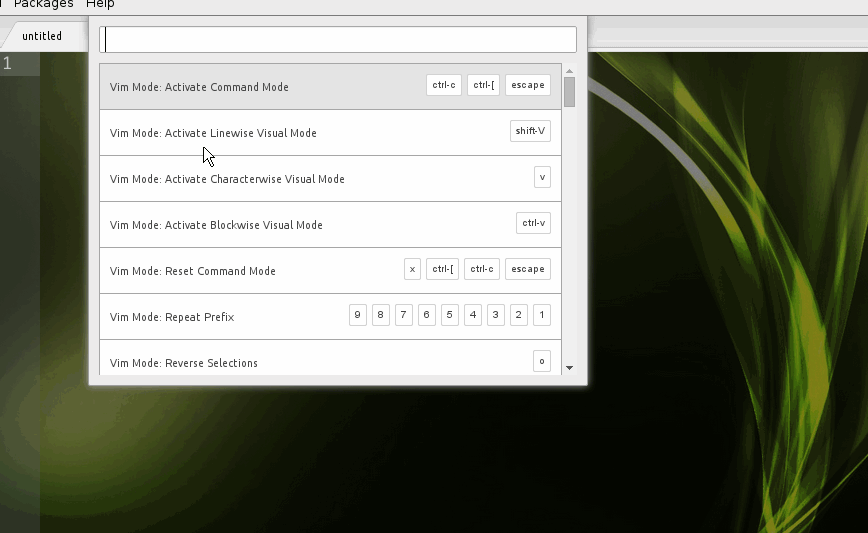 Packages Help
untitled
1
Vim Mode: Activate Command Mode ctrl-c ctrl-[ escape
Vim Mode: Activate Linewise Visual Mode shift-V
Vim Mode: Activate Characterwise Visual Mode v
Vim Mode: Activate Blockwise Visual Mode ctrl-v
Vim Mode: Reset Command Mode x ctrl-[ ctrl-c escape
Vim Mode: Repeat Prefix 9 8 7 6 5 4 3 2 1
Vim Mode: Reverse Selections o